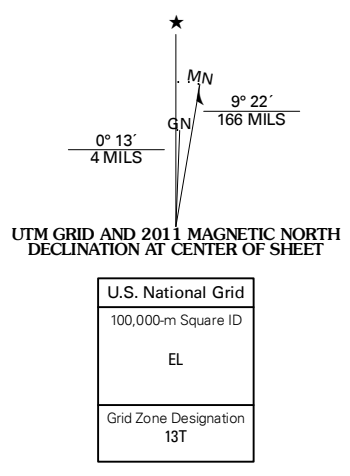 ★
MN
GN
9° 22´
166 MILS
0° 13´
4 MILS
UTM GRID AND 2011 MAGNETIC NORTH
DECLINATION AT CENTER OF SHEET
U.S. National Grid
100,000-m Square ID
EL
Grid Zone Designation
13T